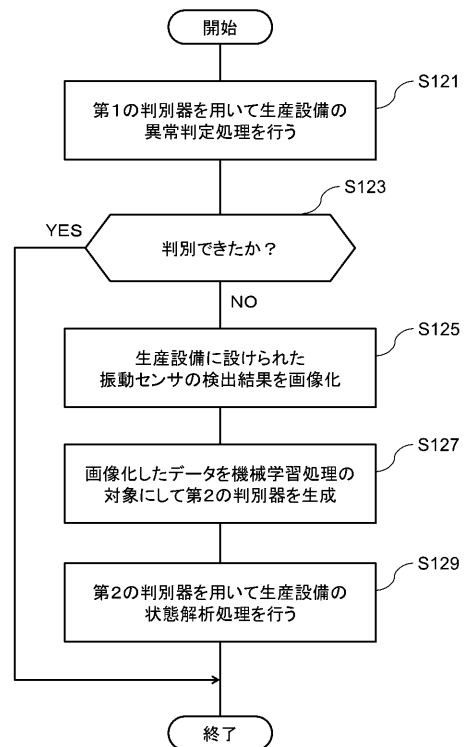 開始
S121
第1の判別器を用いて生産設備の
異常判定処理を行う
S123
YES
判別できたか？
NO
S125
生産設備に設けられた
振動センサの検出結果を画像化
S127
画像化したデータを機械学習処理の
対象にして第2の判別器を生成
S129
第2の判別器を用いて生産設備の
状態解析処理を行う
終了